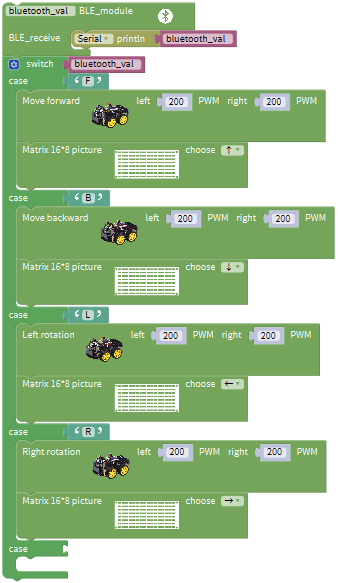 bluetooth_val BLE_module
BLE_receive Serial println bluetooth_val
switch bluetooth_val
case “ F ”
Move forward left 200 PWM right 200 PWM
Matrix 16*8 picture choose ↑
case “ B ”
Move backward left 200 PWM right 200 PWM
Matrix 16*8 picture choose ↓
case “ L ”
Left rotation left 200 PWM right 200 PWM
Matrix 16*8 picture choose ←
case “ R ”
Right rotation left 200 PWM right 200 PWM
Matrix 16*8 picture choose →
case